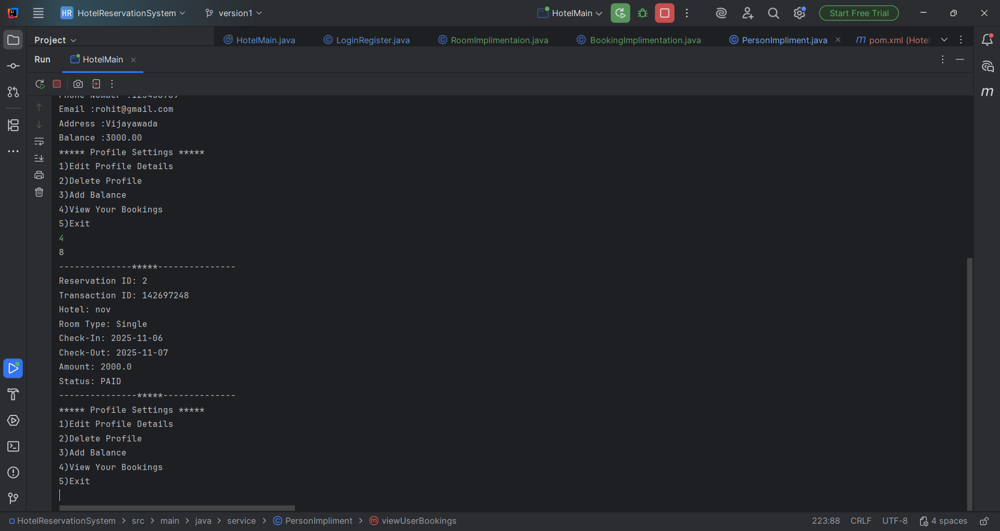 HR HotelReservationSystem version1 HotelMain Start Free Trial
Project HotelMain.java LoginRegister.java RoomImplimentaion.java BookingImplimentation.java PersonImpliment.java pom.xml (Hotel
Run HotelMain
Phone Number :123456789
Email :rohit@gmail.com
Address :Vijayawada
Balance :3000.00
***** Profile Settings *****
1)Edit Profile Details
2)Delete Profile
3)Add Balance
4)View Your Bookings
5)Exit
4
8
--------------*****---------------
Reservation ID: 2
Transaction ID: 142697248
Hotel: nov
Room Type: Single
Check-In: 2025-11-06
Check-Out: 2025-11-07
Amount: 2000.0
Status: PAID
---------------*****--------------
***** Profile Settings *****
1)Edit Profile Details
2)Delete Profile
3)Add Balance
4)View Your Bookings
5)Exit
HotelReservationSystem > src > main > java > service > PersonImpliment > viewUserBookings 223:88 CRLF UTF-8 4 spaces